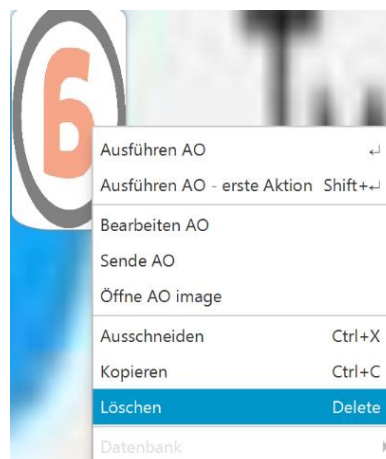 6
Ausführen AO ↵
Ausführen AO - erste Aktion Shift+↵
Bearbeiten AO
Sende AO
Öffne AO image
Ausschneiden Ctrl+X
Kopieren Ctrl+C
Löschen Delete
Datenbank